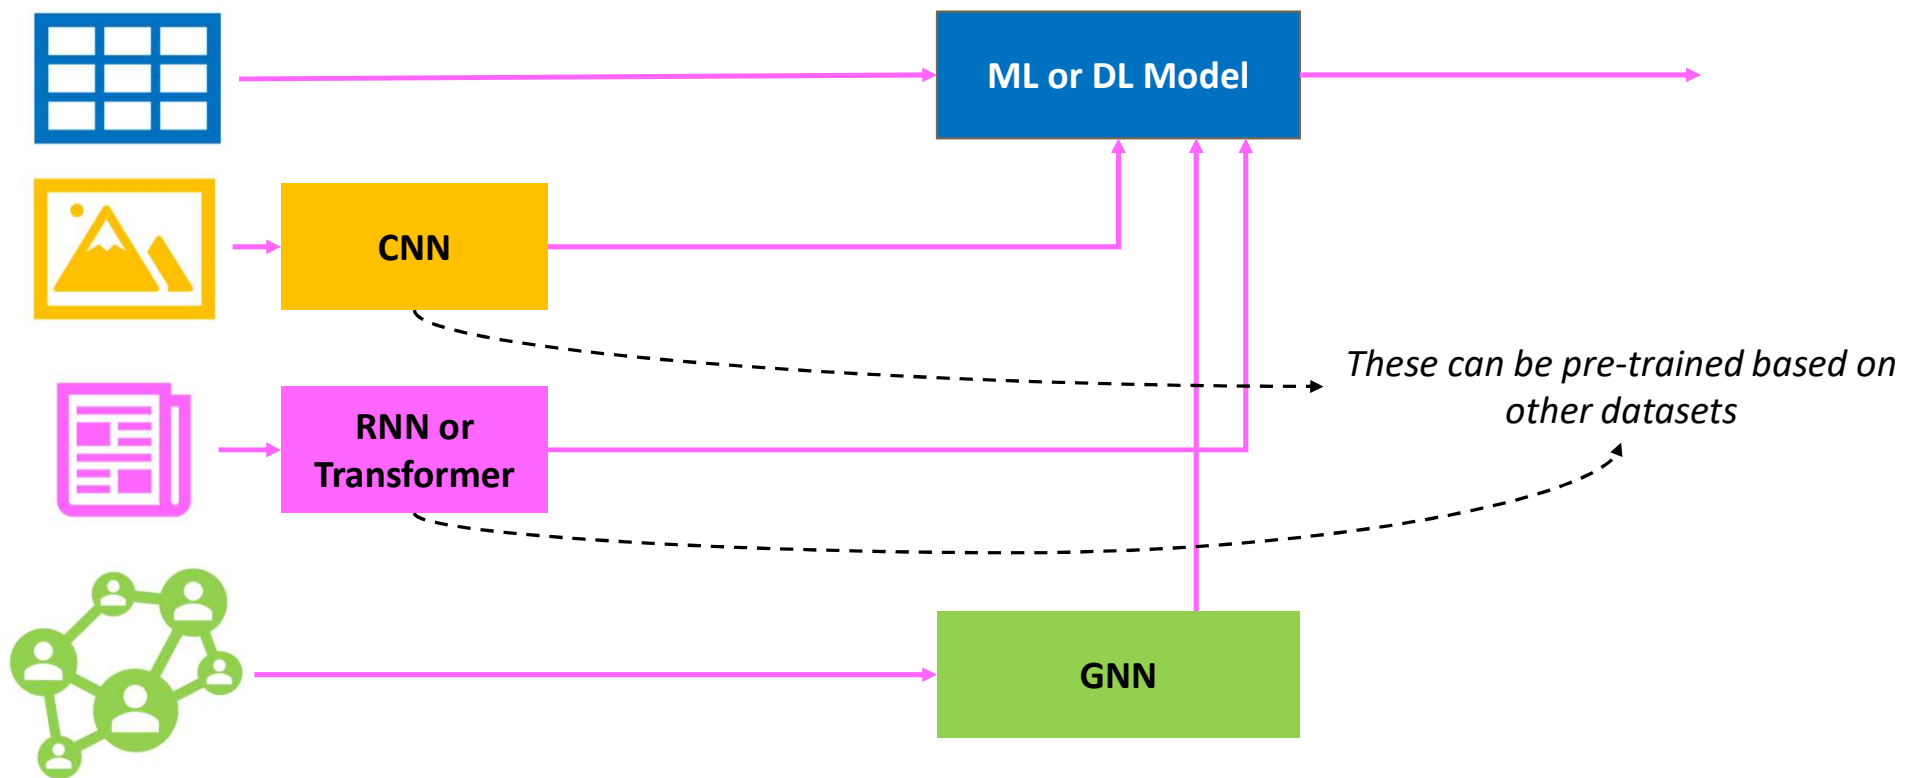 ML or DL Model
CNN
These can be pre-trained based on
other datasets
RNN or
Transformer
GNN